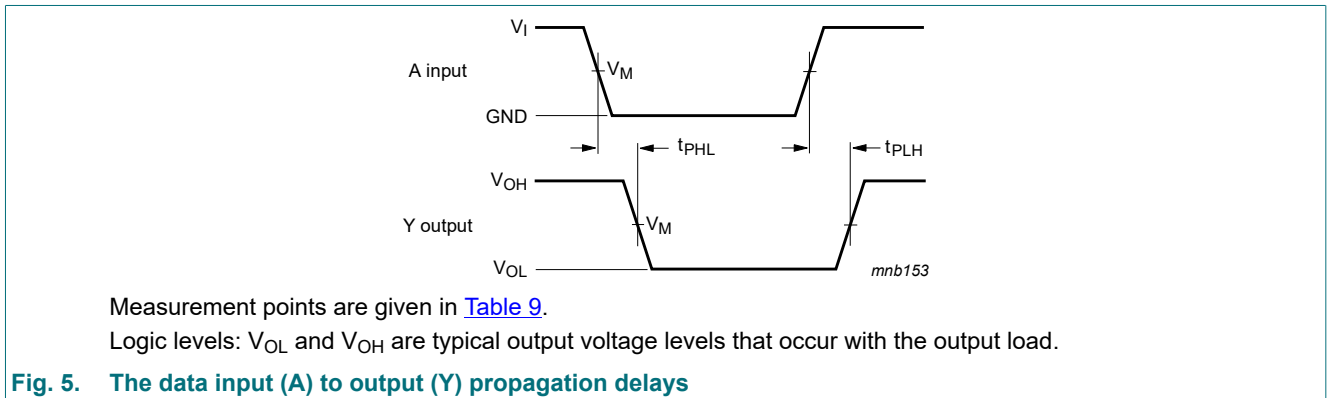 VI
A input
VM
GND
tPHL
tPLH
VOH
Y output
VM
VOL
mnb153
Measurement points are given in Table 9.
Logic levels: VOL and VOH are typical output voltage levels that occur with the output load.
Fig. 5. The data input (A) to output (Y) propagation delays